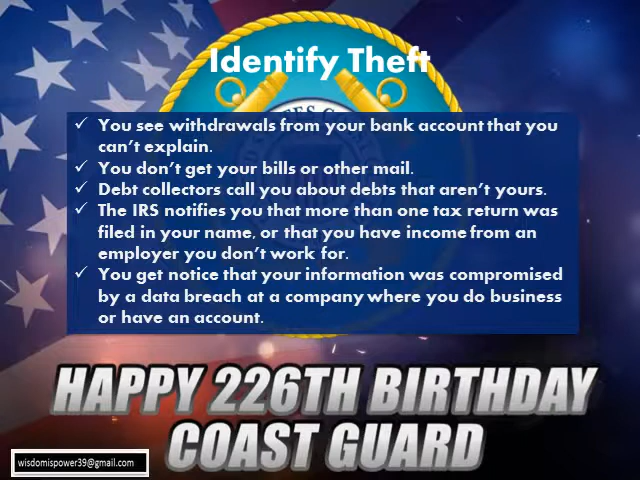 Identify Theft
✓ You see withdrawals from your bank account that you
can't explain.
✓ You don't get your bills or other mail.
✓ Debt collectors call you about debts that aren't yours.
✓ The IRS notifies you that more than one tax return was
filed in your name, or that you have income from an
employer you don't work for.
✓ You get notice that your information was compromised
by a data breach at a company where you do business
or have an account.
HAPPY 226TH BIRTHDAY
COAST GUARD
wisdomispower39@gmail.com